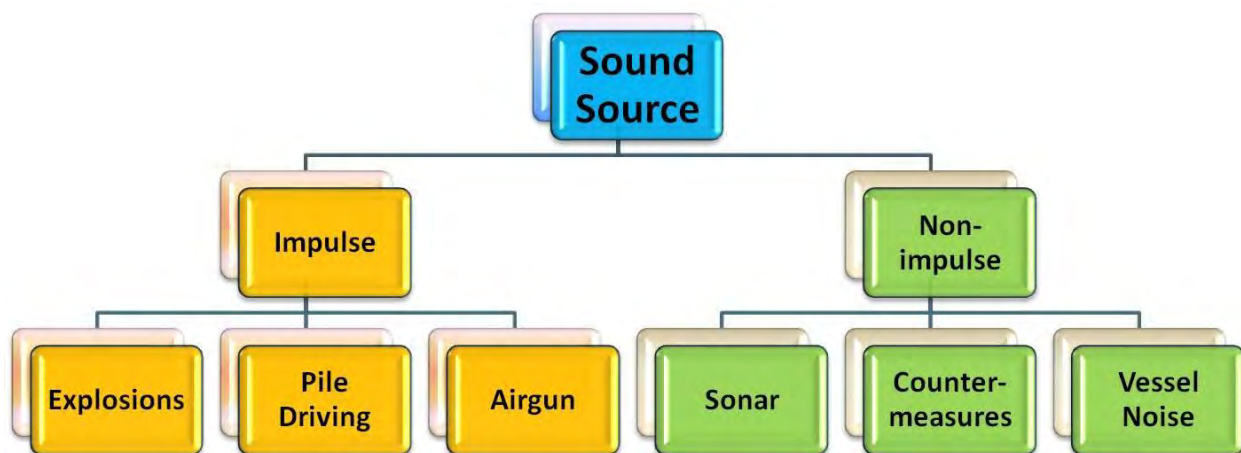 Sound
Source
Impulse
Non-
impulse
Explosions
Pile
Driving
Airgun
Sonar
Counter-
measures
Vessel
Noise